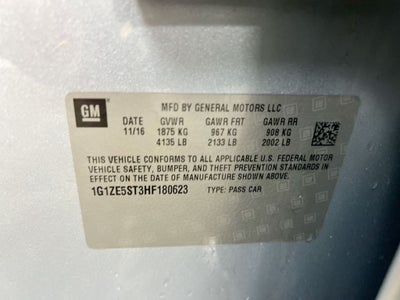 GM
MFD BY GENERAL MOTORS LLC
DATE GVWR GAWR FRT GAWR RR
11/16 1875 KG 967 KG 908 KG
4135 LB 2133 LB 2002 LB
THIS VEHICLE CONFORMS TO ALL APPLICABLE U.S. FEDERAL MOTOR
VEHICLE SAFETY, BUMPER, AND THEFT PREVENTION STANDARDS IN
EFFECT ON THE DATE OF MANUFACTURE SHOWN ABOVE.
1G1ZE5ST3HF180623 TYPE: PASS CAR